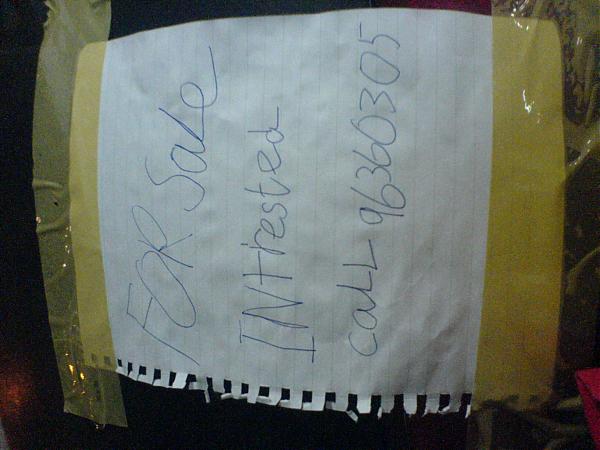 FOR Sale
INtrested
caLL 96360305